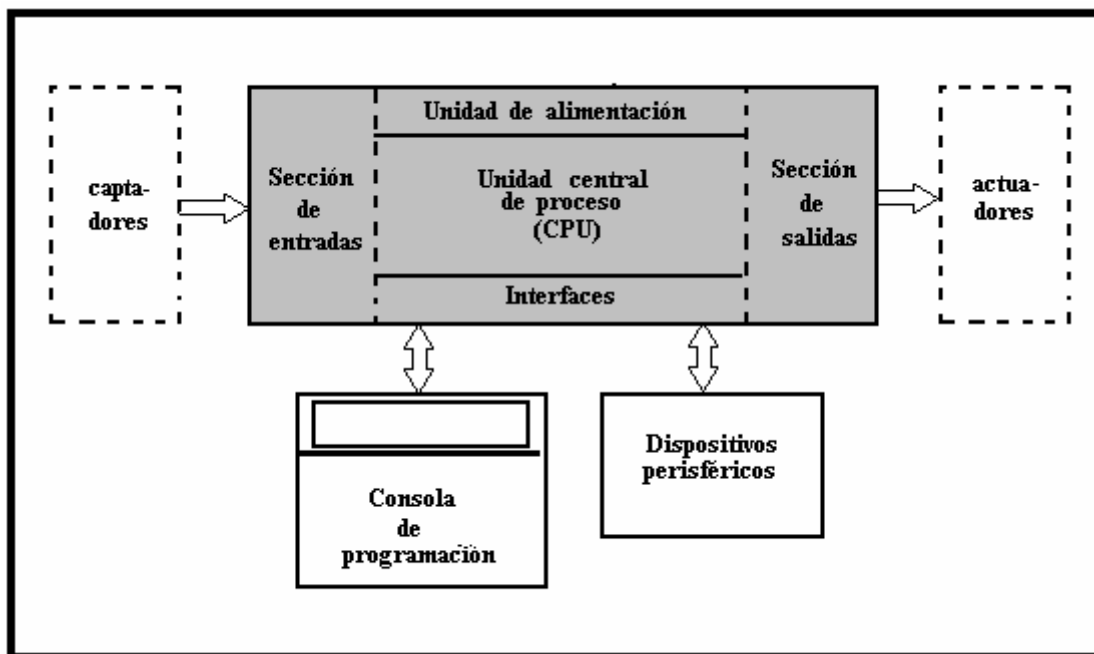 capta-
dores
Sección
de
entradas
Unidad de alimentación
Unidad central
de proceso
(CPU)
Interfaces
Sección
de
salidas
actua-
dores
Consola
de
programación
Dispositivos
perisféricos